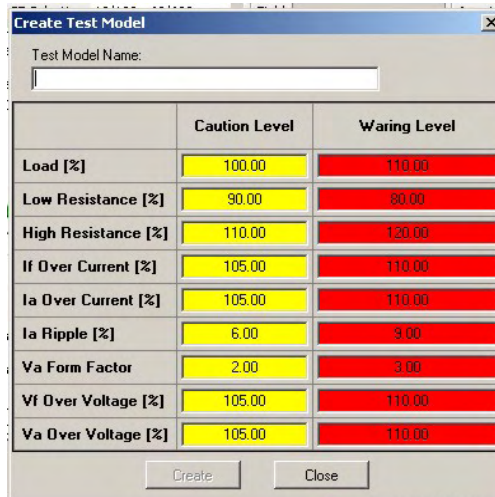 Create Test Model
Test Model Name:
Caution Level Waring Level
Load [%] 100.00 110.00
Low Resistance [%] 90.00 80.00
High Resistance [%] 110.00 120.00
If Over Current [%] 105.00 110.00
Ia Over Current [%] 105.00 110.00
Ia Ripple [%] 6.00 9.00
Va Form Factor 2.00 3.00
Vf Over Voltage [%] 105.00 110.00
Va Over Voltage [%] 105.00 110.00
Create Close